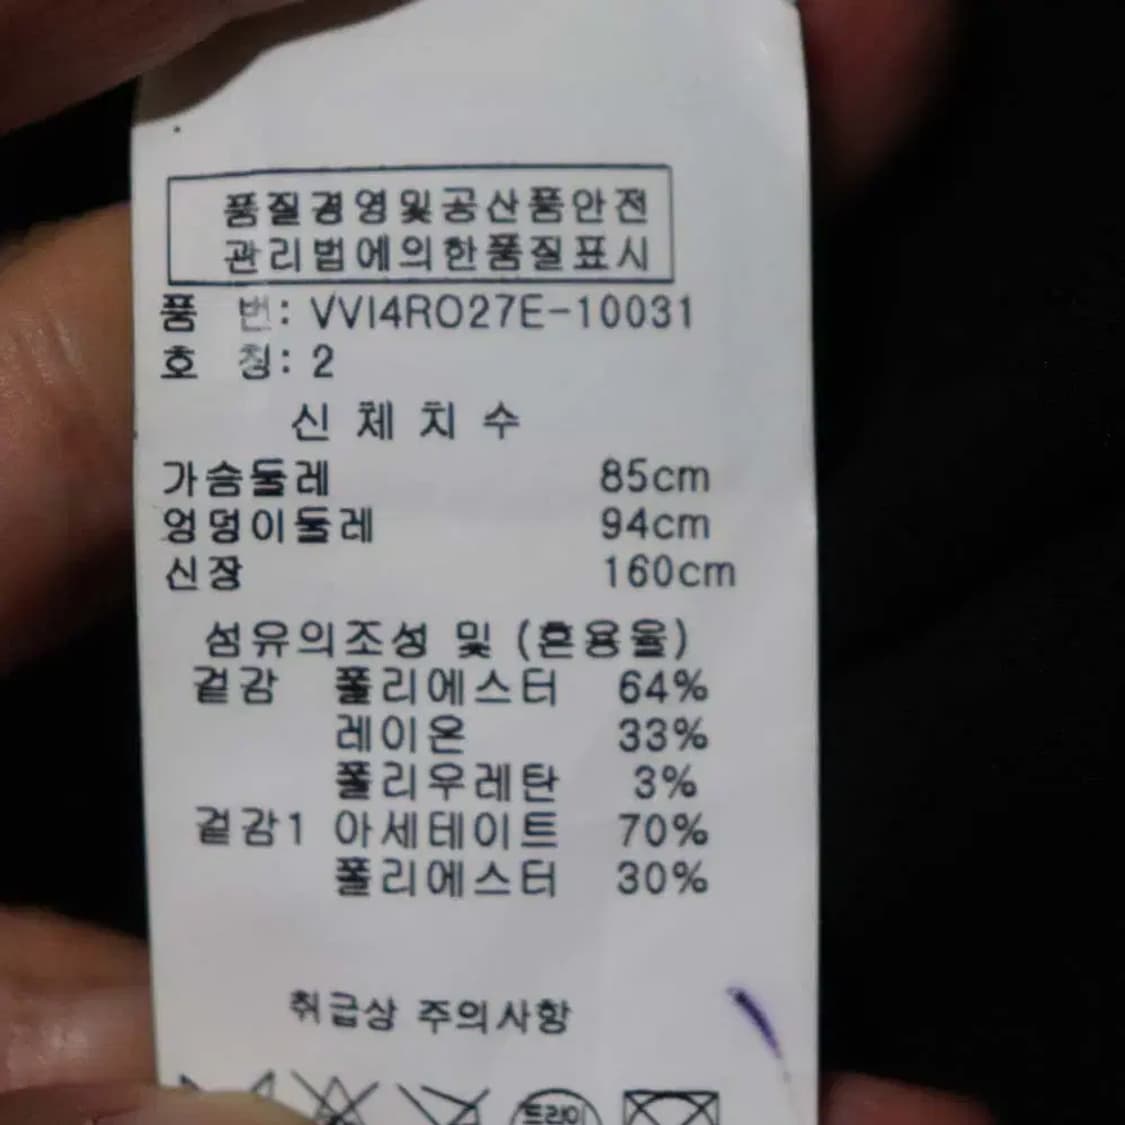 품질경영및공산품안전
관리법에의한품질표시
품 번: VVI4RO27E-10031
호 칭: 2
신체치수
가슴둘레 85cm
엉덩이둘레 94cm
신장 160cm
섬유의조성 및 (혼용율)
겉감 폴리에스터 64%
레이온 33%
폴리우레탄 3%
겉감1 아세테이트 70%
폴리에스터 30%
취급상 주의사항
드라이